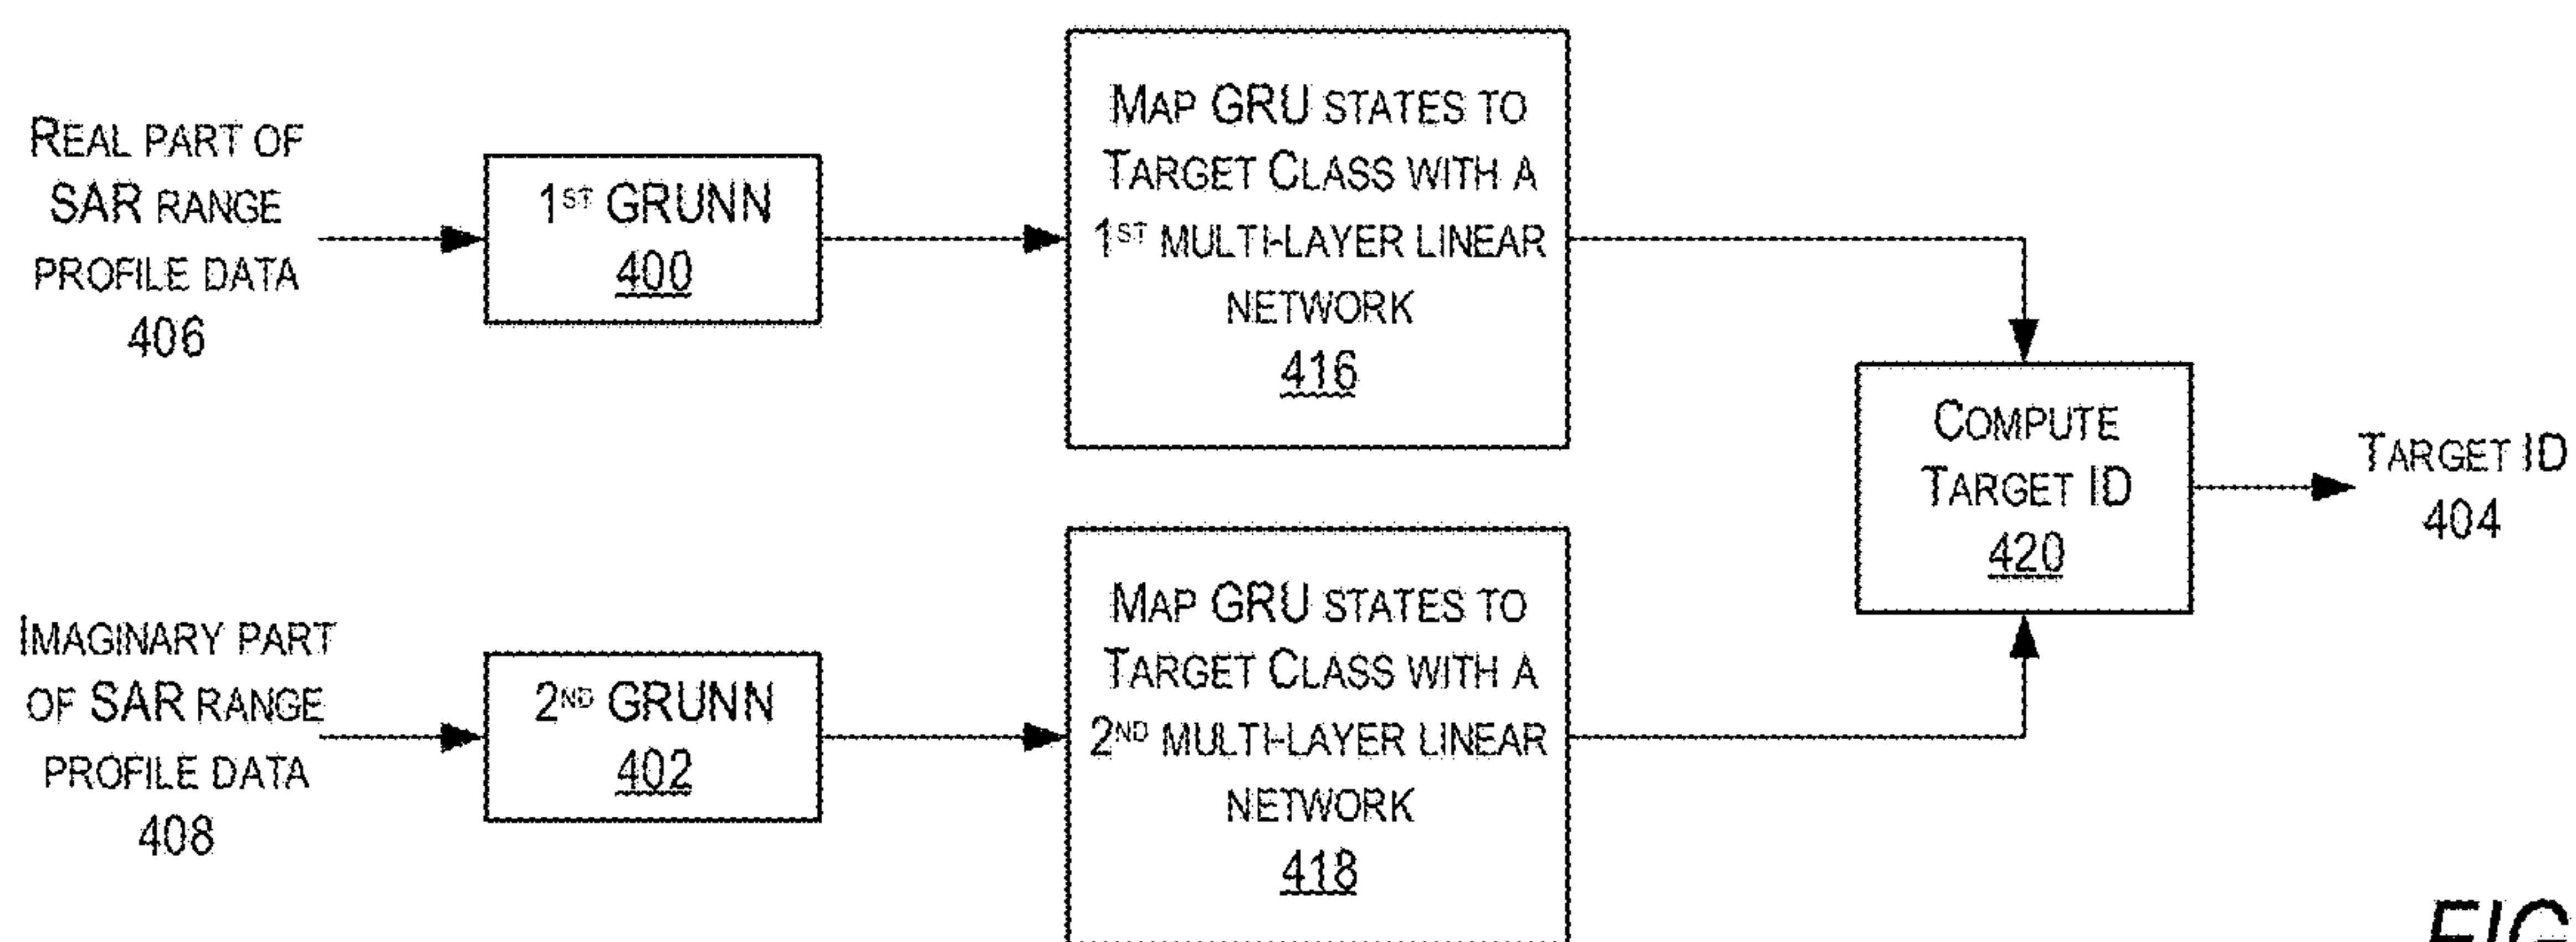 REAL PART OF
SAR RANGE
PROFILE DATA
406
1ST GRUNN
400
MAP GRU STATES TO
TARGET CLASS WITH A
1ST MULTI-LAYER LINEAR
NETWORK
416
COMPUTE
TARGET ID
420
TARGET ID
404
IMAGINARY PART
OF SAR RANGE
PROFILE DATA
408
2ND GRUNN
402
MAP GRU STATES TO
TARGET CLASS WITH A
2ND MULTI-LAYER LINEAR
NETWORK
418